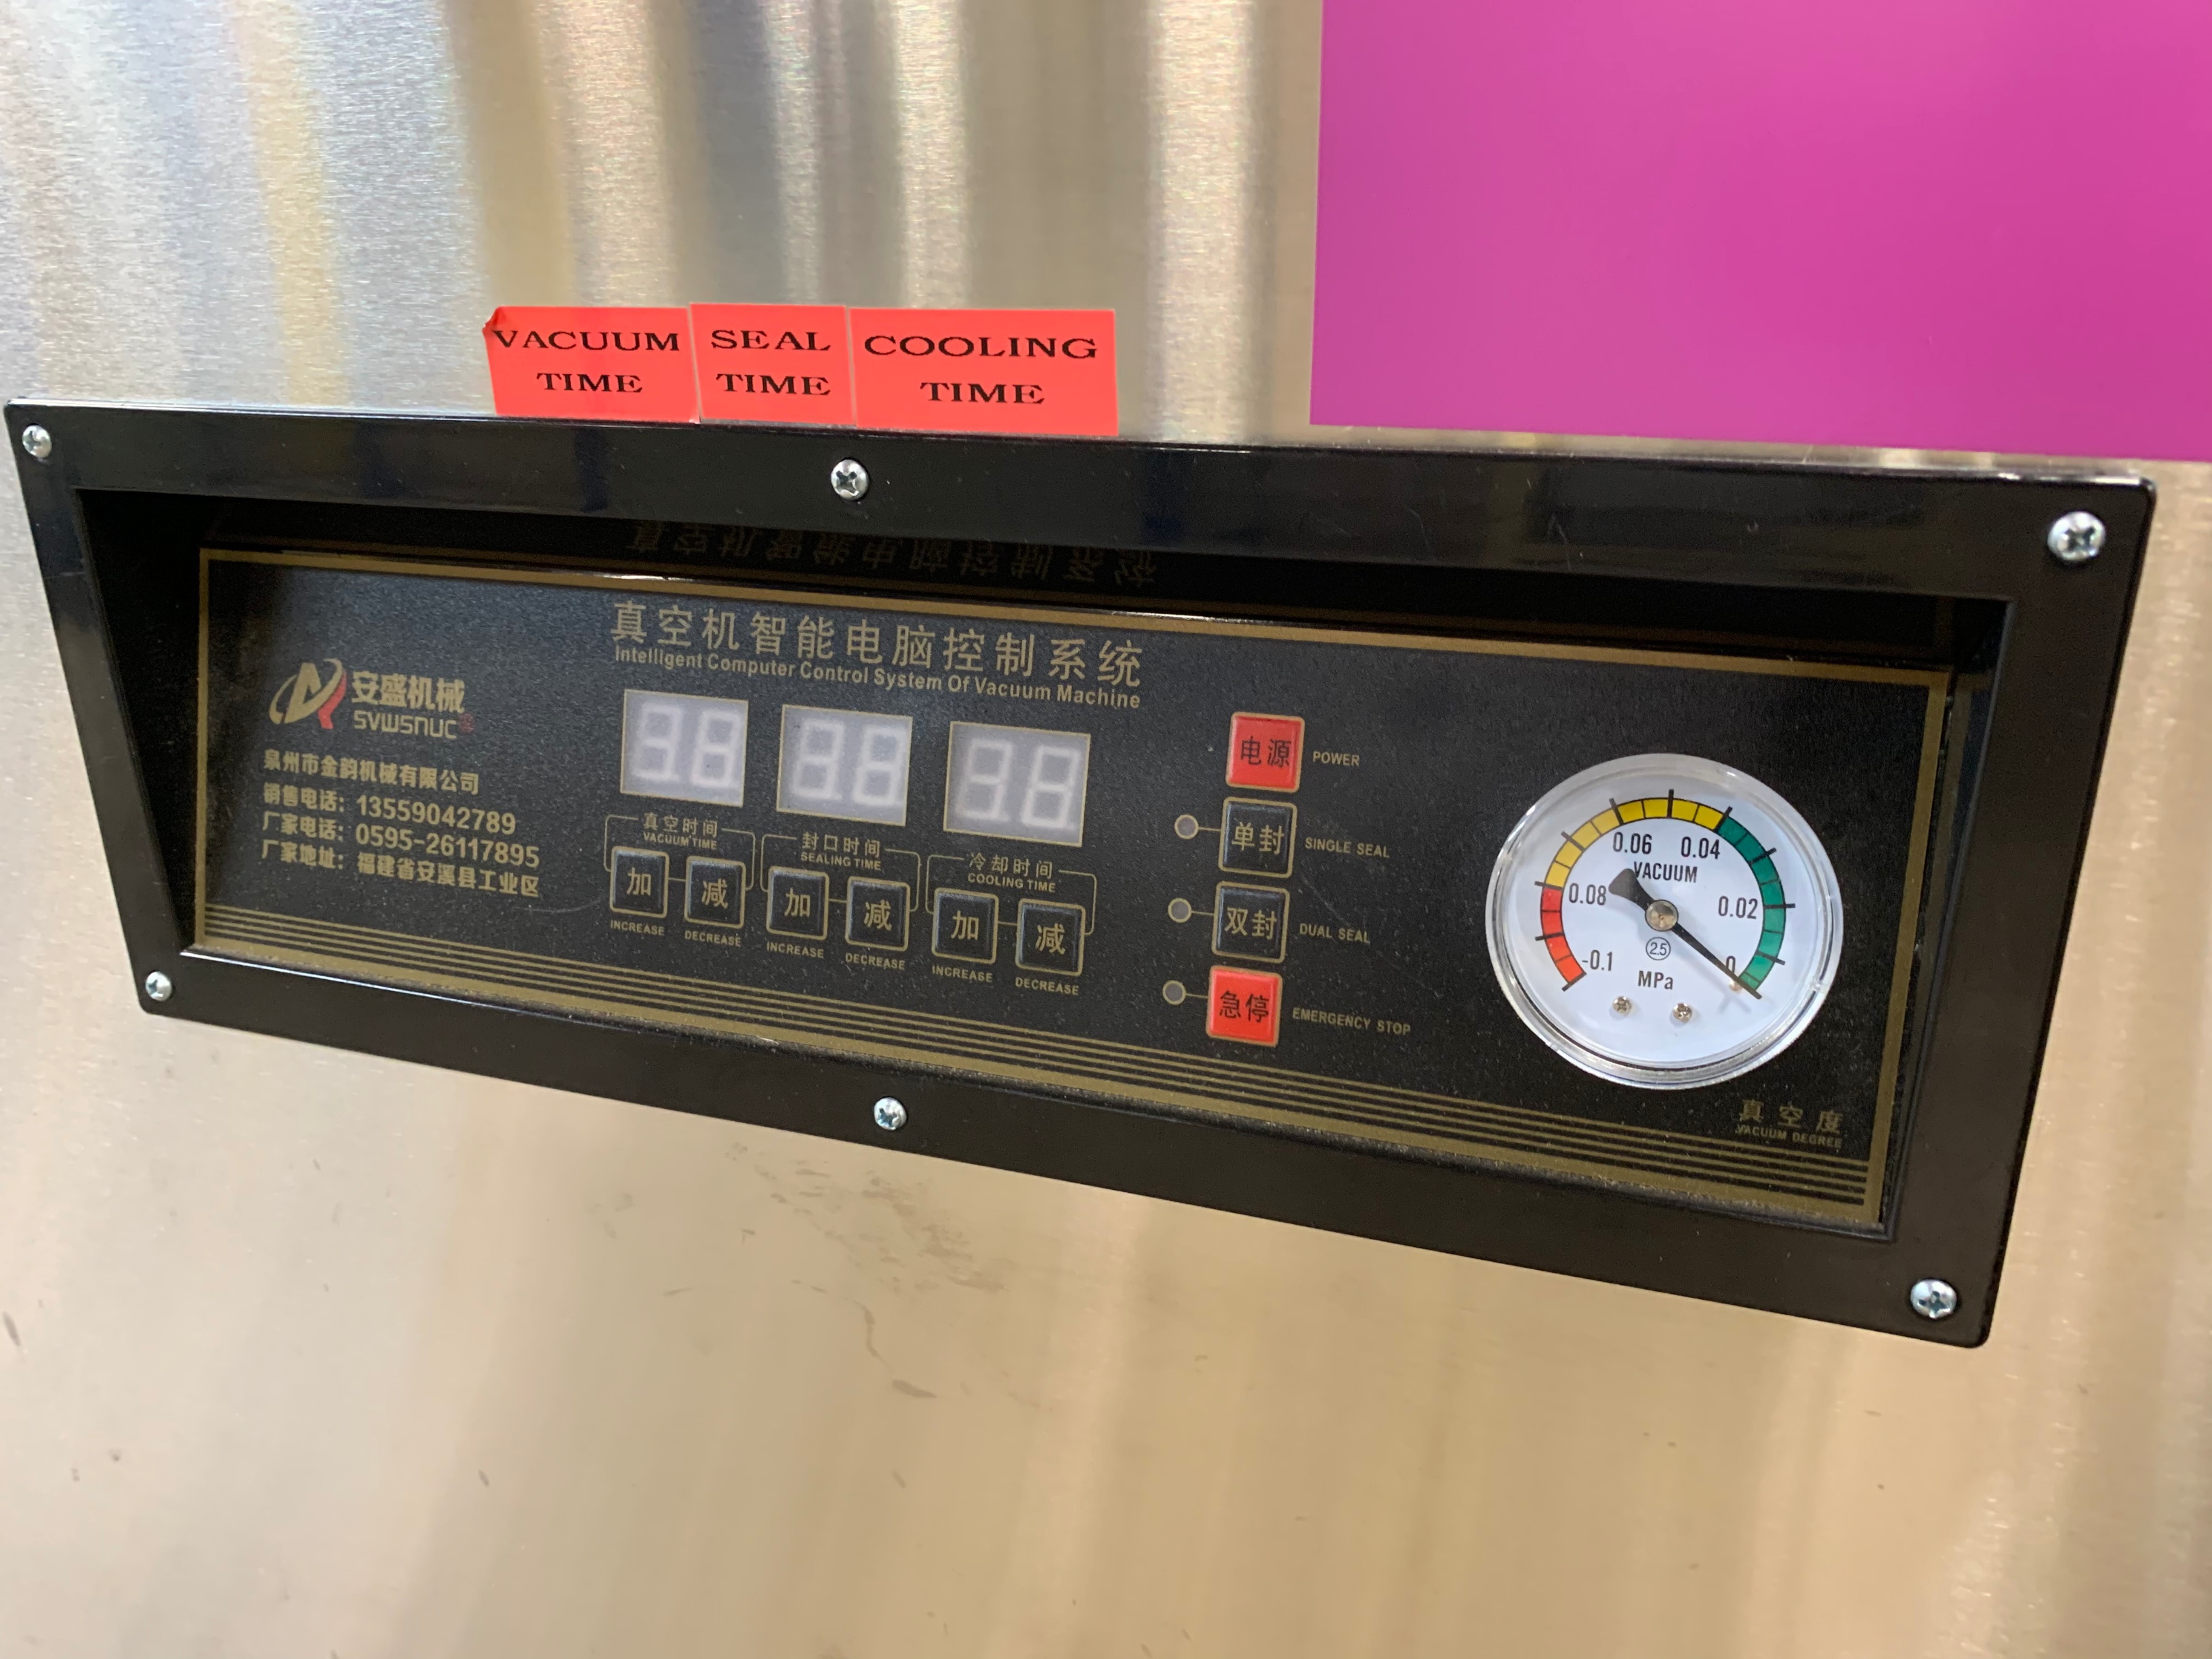 VACUUM
TIME
SEAL
TIME
COOLING
TIME
真空机智能电脑控制系统
Intelligent Computer Control System Of Vacuum Machine
安盛机械
SVWSNUC
泉州市金韵机械有限公司
销售电话：13559042789
厂家电话：0595-26117895
厂家地址：福建省安溪县工业区
真空时间
VACUUM TIME
加
减
INCREASE
DECREASE
封口时间
SEALING TIME
加
减
INCREASE
DECREASE
冷却时间
COOLING TIME
加
减
INCREASE
DECREASE
电源 POWER
单封 SINGLE SEAL
双封 DUAL SEAL
急停 EMERGENCY STOP
0.06 0.04
VACUUM
0.08
0.02
2.5
-0.1
0
MPa
真空度
VACUUM DEGREE